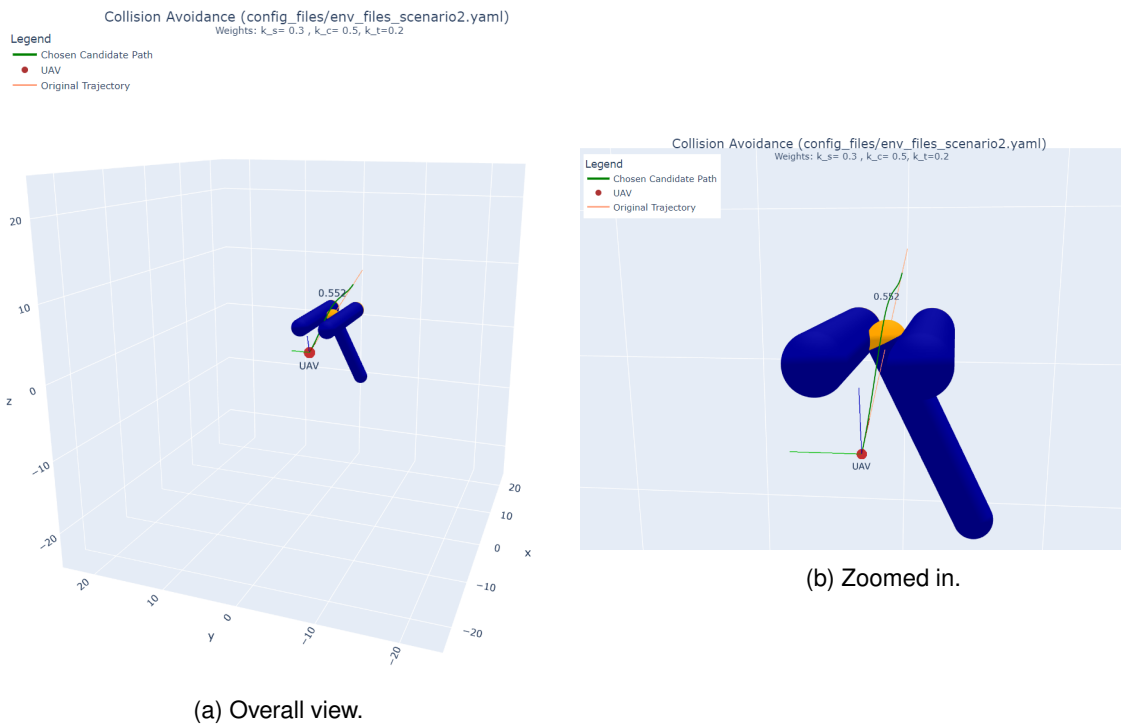 Collision Avoidance (config_files/env_files_scenario2.yaml)
Weights: k_s= 0.3 , k_c= 0.5, k_t=0.2
Legend
Chosen Candidate Path
UAV
Original Trajectory
20
10
0
z
−10
−20
0.552
UAV
20
10
0
y
−10
−20
20
10
0
x
−10
−20
(a) Overall view.
Collision Avoidance (config_files/env_files_scenario2.yaml)
Weights: k_s= 0.3 , k_c= 0.5, k_t=0.2
Legend
Chosen Candidate Path
UAV
Original Trajectory
0.552
UAV
(b) Zoomed in.